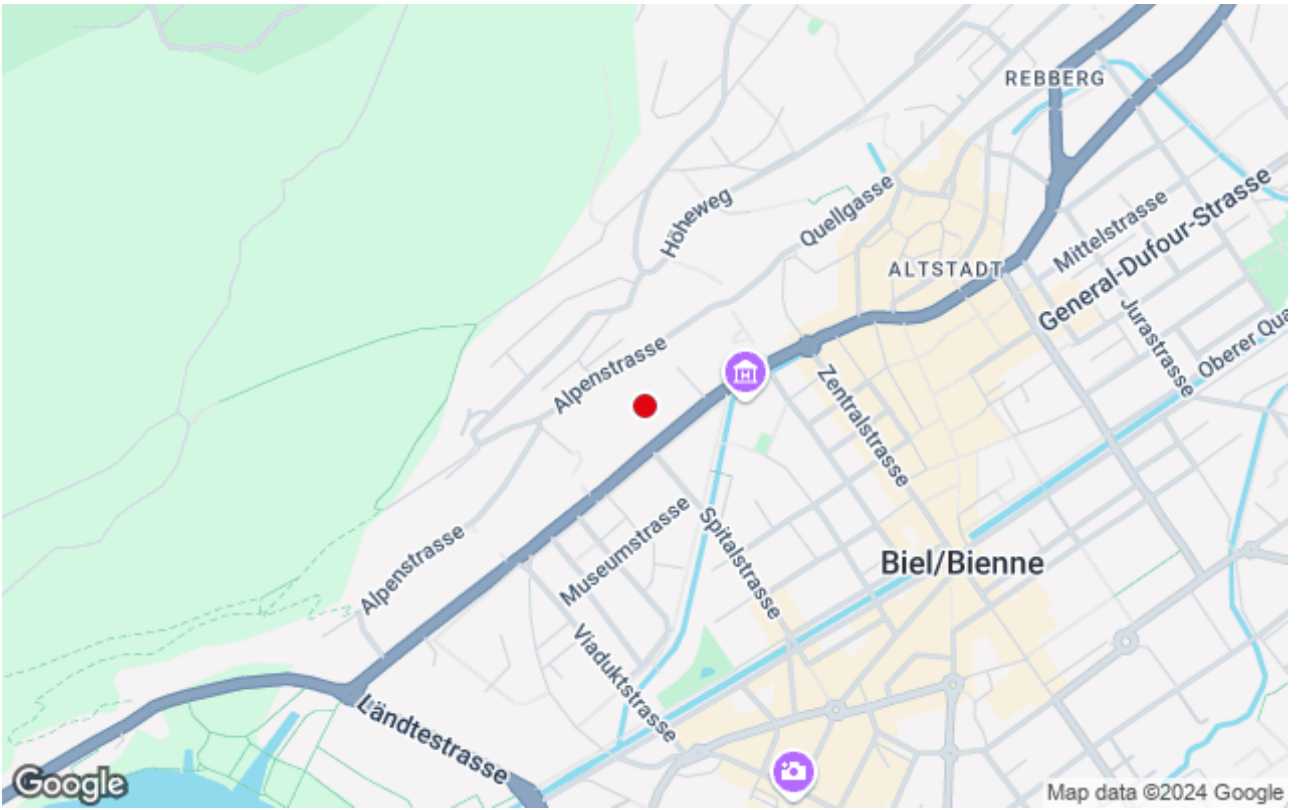 REBBERG
Höheweg
Quellgasse
Mittelstrasse
General-Dufour-Strasse
ALTSTADT
Jurastrasse
Oberer Qua
Alpenstrasse
Zentralstrasse
Museumstrasse
Spitalstrasse
Biel/Bienne
Alpenstrasse
Viaduktstrasse
Ländtestrasse
H
Google
Map data ©2024 Google